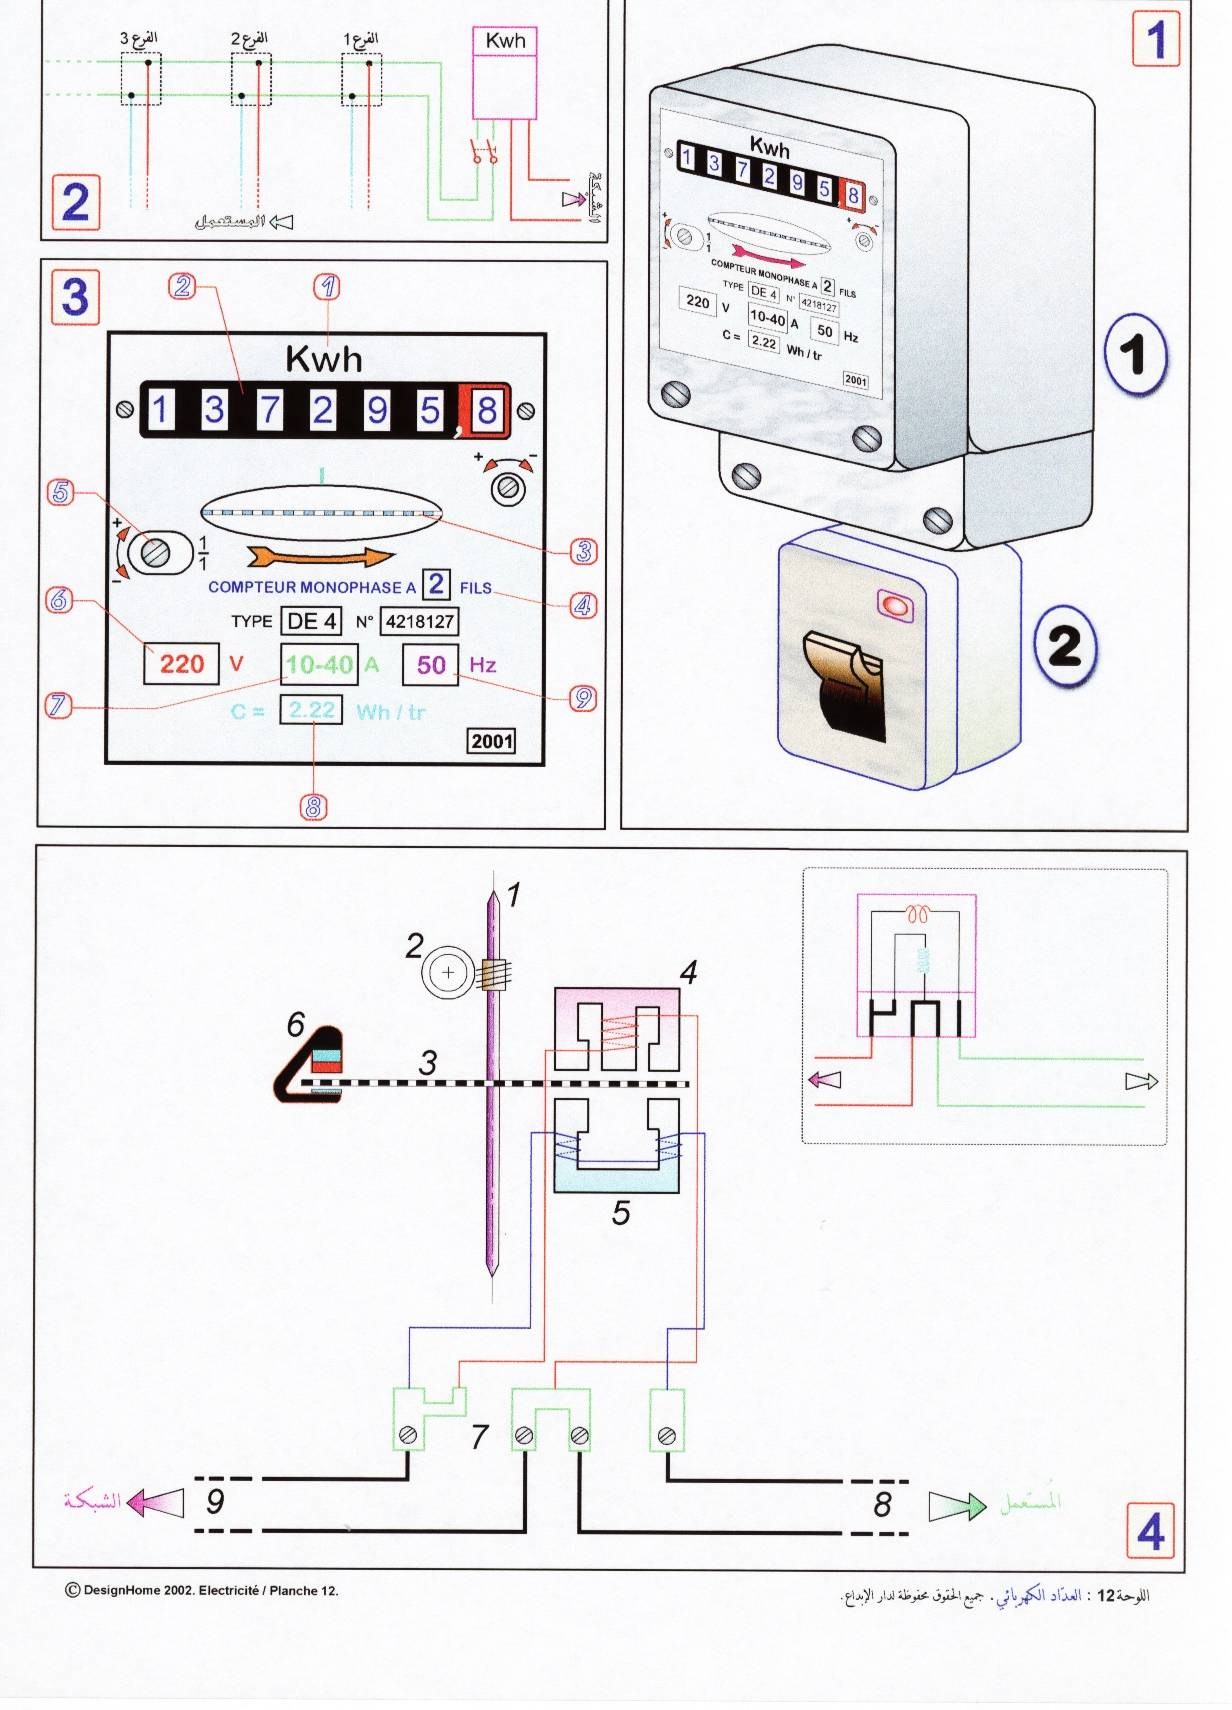 الفرع 3
الفرع 2
الفرع 1
Kwh
الشبكة
المستعمل
2
1
Kwh
1 3 7 2 9 5, 8
+ -
+ -
1
1
COMPTEUR MONOPHASE A 2 FILS
TYPE DE 4 N° 4218127
220 V 10-40 A 50 Hz
C = 2.22 Wh / tr
2001
1
2
3
2
1
Kwh
1 3 7 2 9 5 , 8
+ -
5
+ -
1
1
3
COMPTEUR MONOPHASE A 2 FILS
4
6
TYPE DE 4 N° 4218127
220 V 10-40 A 50 Hz
7
9
C = 2.22 Wh / tr
2001
8
1
2
4
6
3
5
7
الشبكة
9
8
المستعمل
4
© DesignHome 2002. Electricité / Planche 12.
اللوحة 12 : العدّاد الكهربائي. جميع الحقوق محفوظة لدار الإبداع.